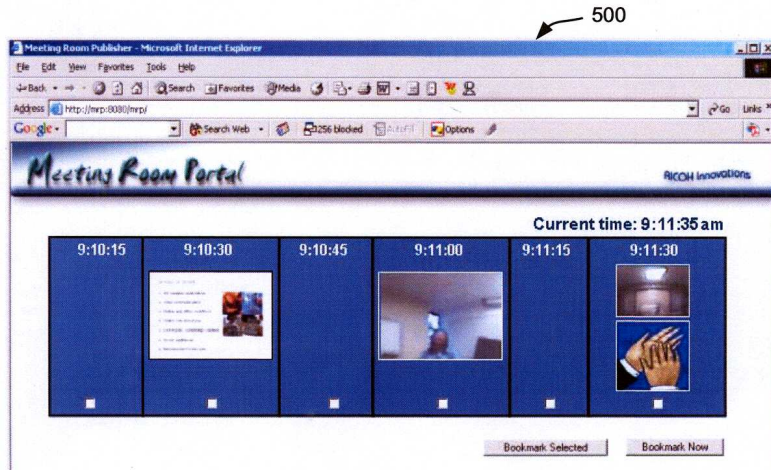 500
Meeting Room Publisher - Microsoft Internet Explorer
File Edit View Favorites Tools Help
Back Search Favorites Media
Address http://mrp:8080/mrp/ Go Links
Google Search Web 256 blocked AutoFill Options
Meeting Room Portal RICOH Innovations
Current time: 9:11:35 am
9:10:15 9:10:30 9:10:45 9:11:00 9:11:15 9:11:30
Bookmark Selected Bookmark Now